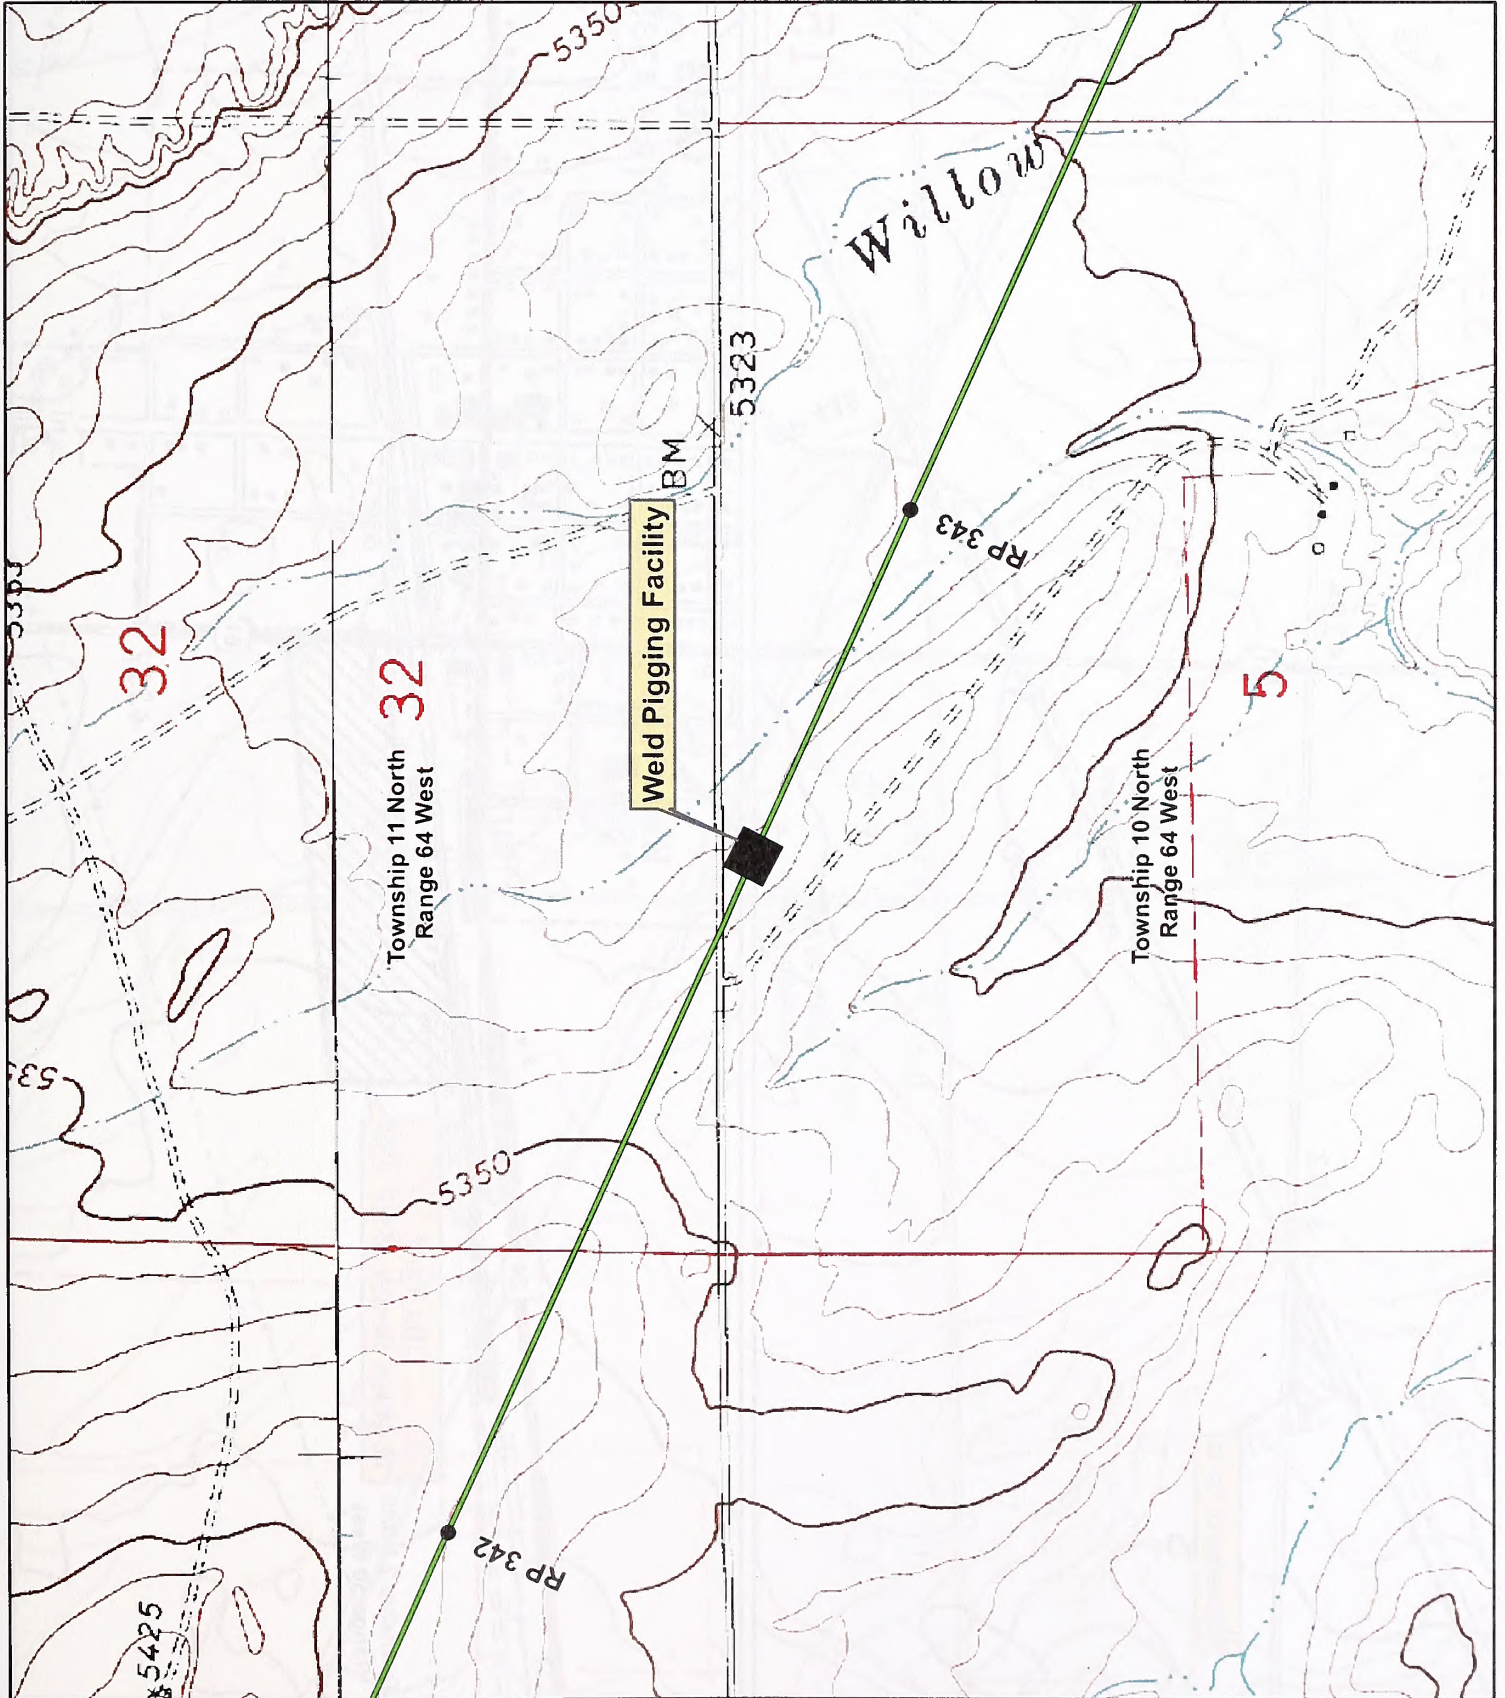 5350
Willow
5323
BM
Weld Pigging Facility
RP 343
32
32
Township 11 North
Range 64 West
5
Township 10 North
Range 64 West
5350
RP 342
5425